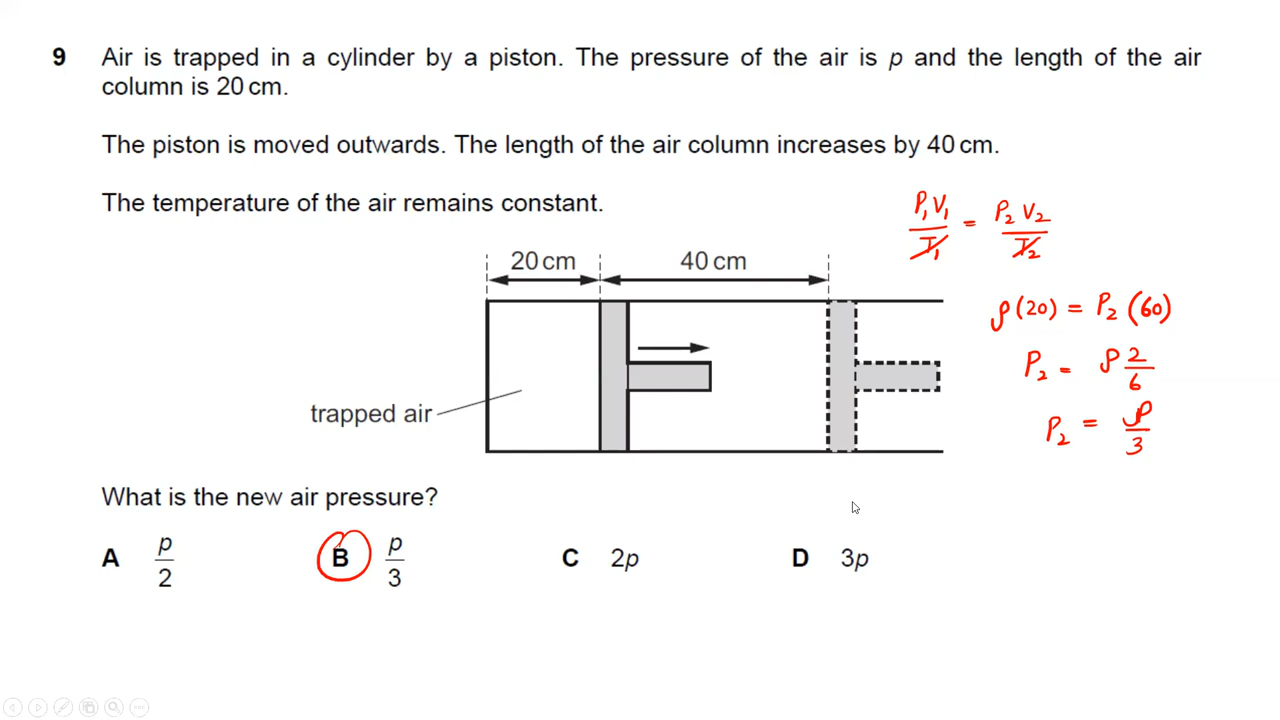 9 Air is trapped in a cylinder by a piston. The pressure of the air is p and the length of the air
column is 20 cm.
The piston is moved outwards. The length of the air column increases by 40 cm.
The temperature of the air remains constant.
P₁V₁/T₁ = P₂V₂/T₂
20 cm 40 cm
p(20) = P₂(60)
P₂ = p 2/6
trapped air
P₂ = p/3
What is the new air pressure?
A p/2 B p/3 C 2p D 3p